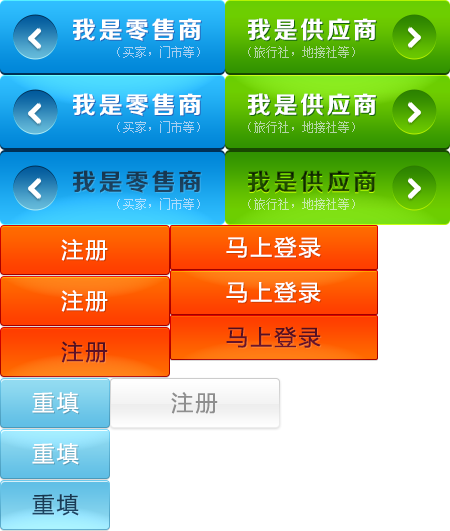 我是零售商
（买家，门市等）
我是供应商
（旅行社，地接社等）
我是零售商
（买家，门市等）
我是供应商
（旅行社，地接社等）
我是零售商
（买家，门市等）
我是供应商
（旅行社，地接社等）
注册
马上登录
注册
马上登录
注册
马上登录
重填
注册
重填
重填